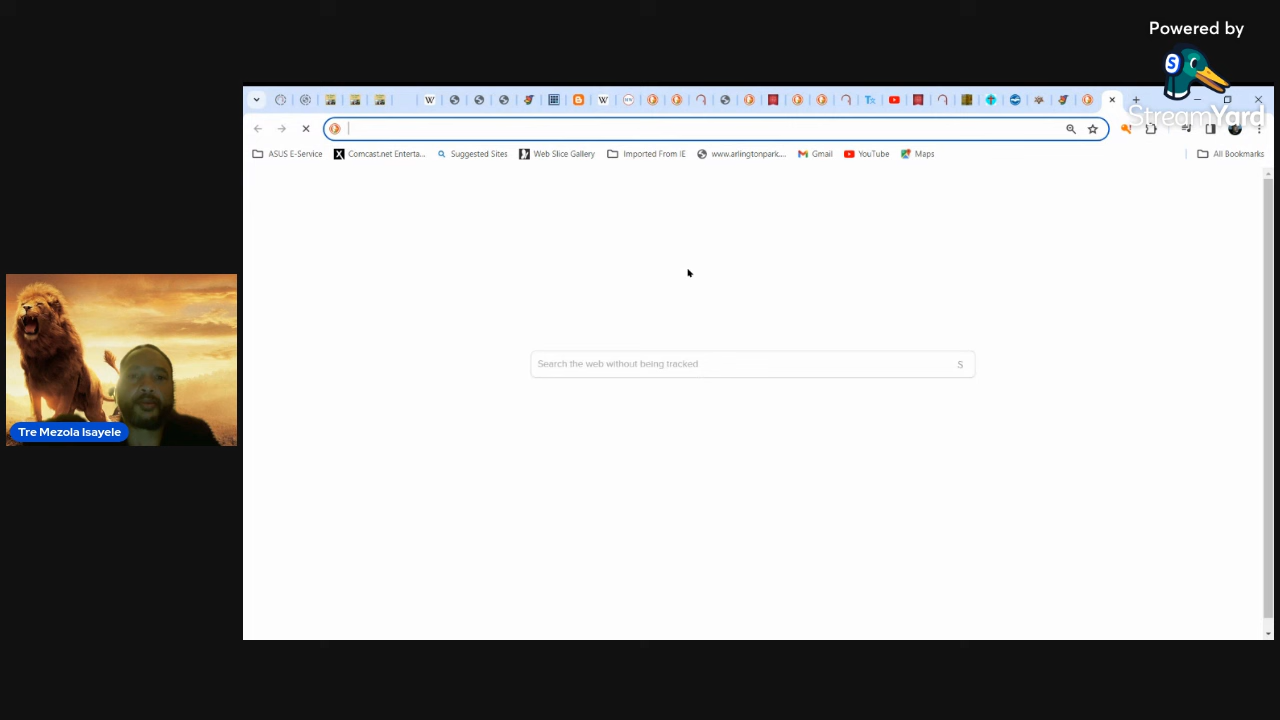 Powered by
StreamYard
ASUS E-Service
Comcast.net Enterta...
Suggested Sites
Web Slice Gallery
Imported From IE
www.arlingtonpark....
Gmail
YouTube
Maps
All Bookmarks
Search the web without being tracked
S
Tre Mezola Isayele